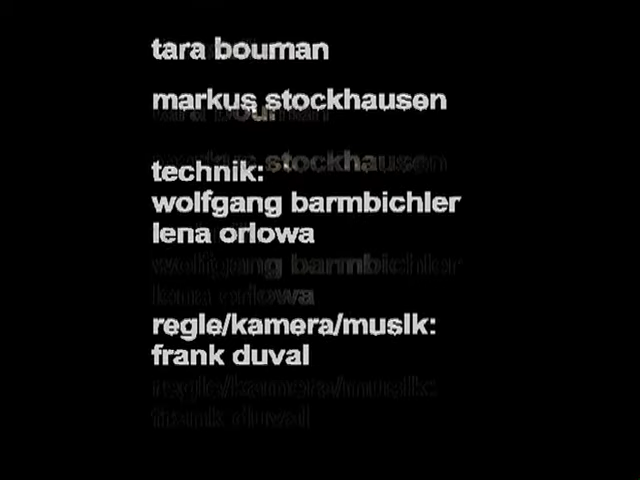 tara bouman
markus stockhausen
technik:
wolfgang barmbichler
lena orlowa
regie/kamera/musik:
frank duval